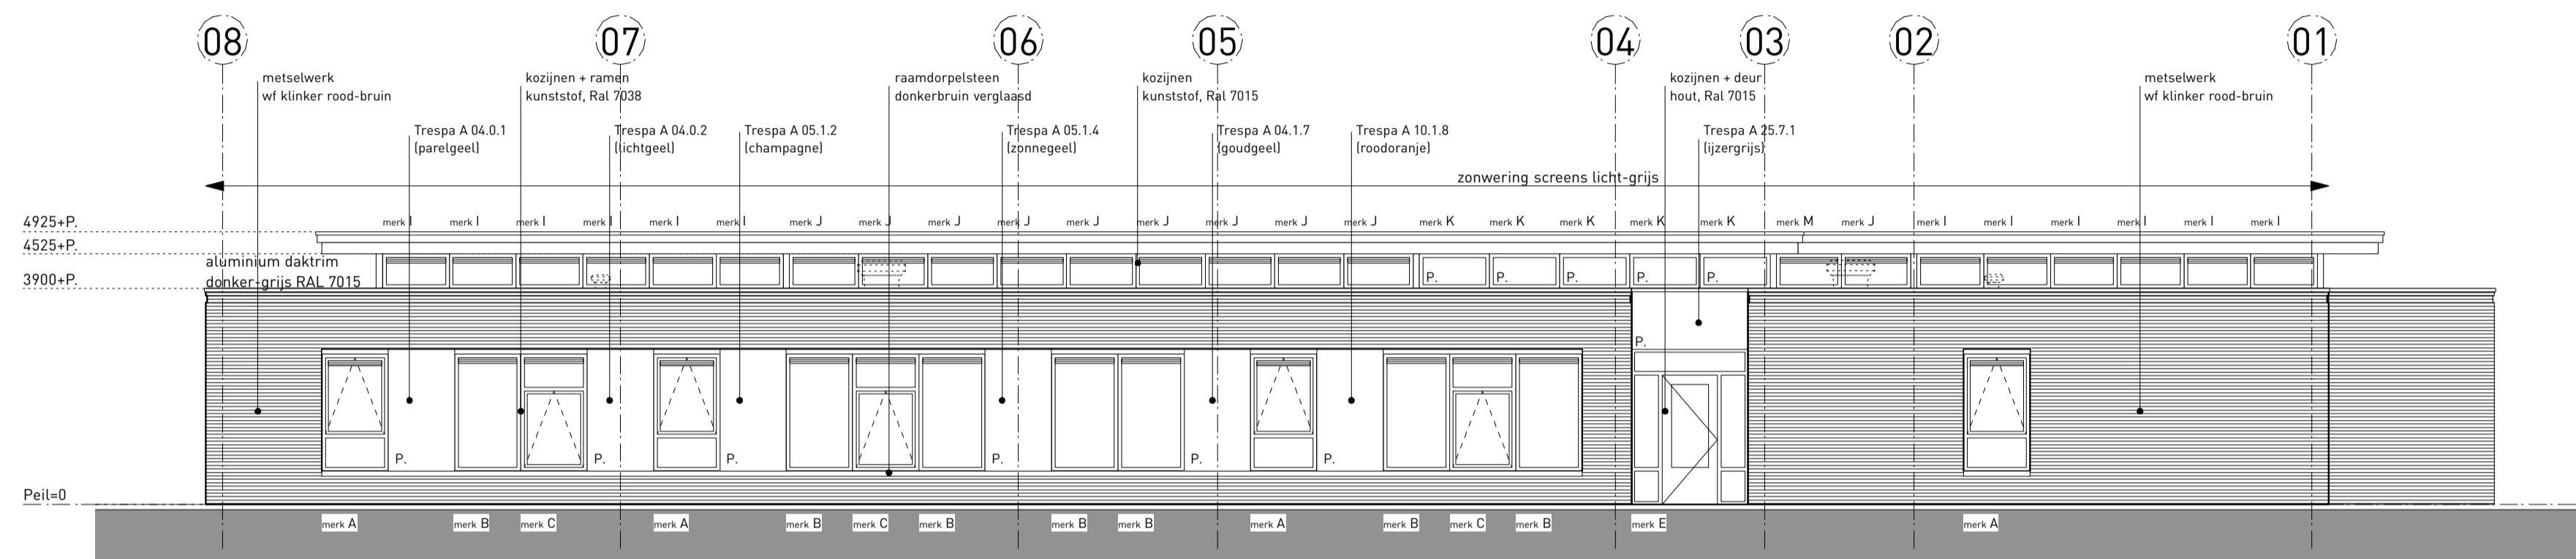 08 07 06 05 04 03 02 01
metselwerk
wf klinker rood-bruin
kozijnen + ramen
kunststof, Ral 7038
raamdorpelsteen
donkerbruin verglaasd
kozijnen
kunststof, Ral 7015
kozijnen + deur
hout, Ral 7015
metselwerk
wf klinker rood-bruin
Trespa A 04.0.1
(parelgeel)
Trespa A 04.0.2
(lichtgeel)
Trespa A 05.1.2
(champagne)
Trespa A 05.1.4
(zonnegeel)
Trespa A 04.1.7
(goudgeel)
Trespa A 10.1.8
(roodoranje)
Trespa A 25.7.1
(ijzergrijs)
zonwering screens licht-grijs
4925+P.
merk I merk I merk I merk I merk I merk I merk J merk J merk J merk J merk J merk J merk J merk J merk J merk K merk K merk K merk K merk K merk M merk J merk I merk I merk I merk I merk I merk I
4525+P.
aluminium daktrim
donker-grijs RAL 7015
3900+P.
P. P. P. P. P.
P.
P. P. P. P. P.
Peil=0
merk A merk B merk C merk A merk B merk C merk B merk B merk B merk A merk B merk C merk B merk E merk A